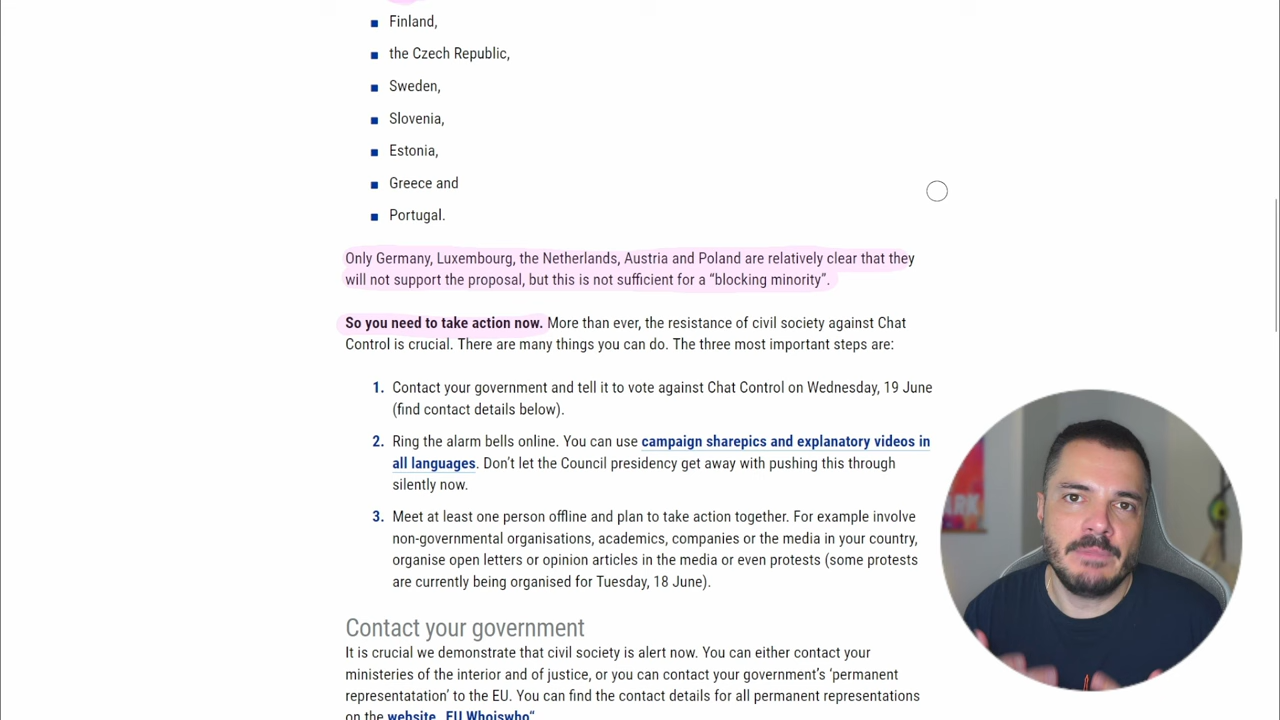 Finland,
the Czech Republic,
Sweden,
Slovenia,
Estonia,
Greece and
Portugal.
Only Germany, Luxembourg, the Netherlands, Austria and Poland are relatively clear that they
will not support the proposal, but this is not sufficient for a “blocking minority”.
So you need to take action now. More than ever, the resistance of civil society against Chat
Control is crucial. There are many things you can do. The three most important steps are:
1. Contact your government and tell it to vote against Chat Control on Wednesday, 19 June
(find contact details below).
2. Ring the alarm bells online. You can use campaign sharepics and explanatory videos in
all languages. Don’t let the Council presidency get away with pushing this through
silently now.
3. Meet at least one person offline and plan to take action together. For example involve
non-governmental organisations, academics, companies or the media in your country,
organise open letters or opinion articles in the media or even protests (some protests
are currently being organised for Tuesday, 18 June).
Contact your government
It is crucial we demonstrate that civil society is alert now. You can either contact your
ministeries of the interior and of justice, or you can contact your government’s ‘permanent
representatation’ to the EU. You can find the contact details for all permanent representations
on the website „EU Whoiswho“